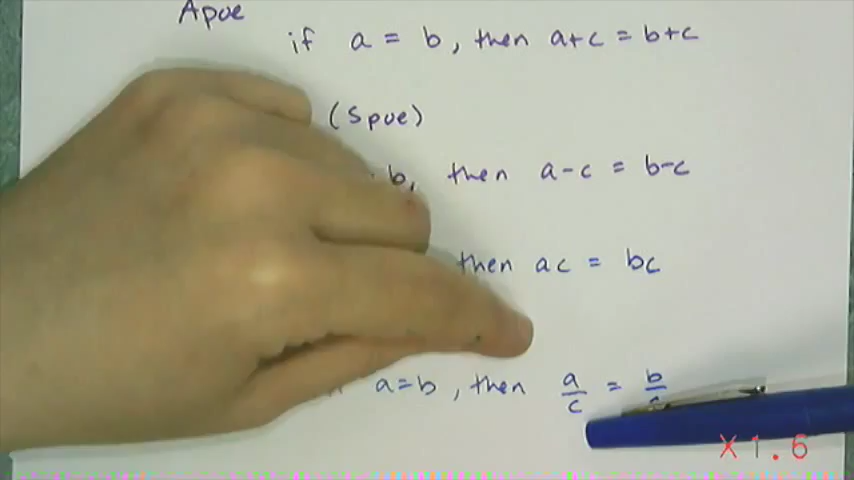 Apoe
if a = b, then a+c = b+c
(Spoe)
b, then a-c = b-c
then ac = bc
a=b, then a/c = b/c
x1.6